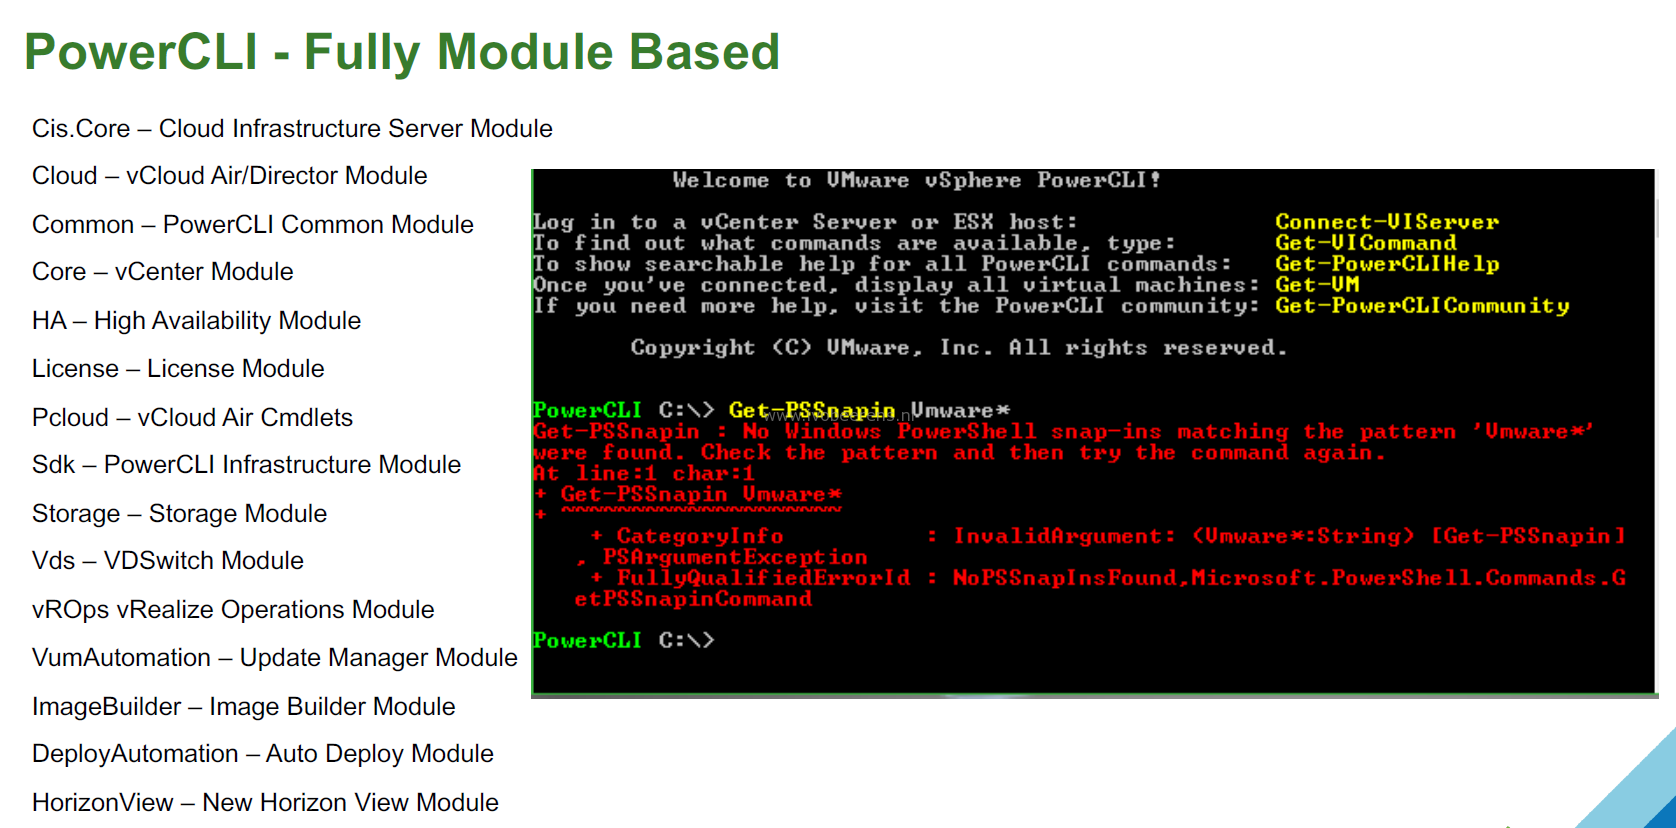 PowerCLI - Fully Module Based
Cis.Core – Cloud Infrastructure Server Module
Cloud – vCloud Air/Director Module
Common – PowerCLI Common Module
Core – vCenter Module
HA – High Availability Module
License – License Module
Pcloud – vCloud Air Cmdlets
Sdk – PowerCLI Infrastructure Module
Storage – Storage Module
Vds – VDSwitch Module
vROps vRealize Operations Module
VumAutomation – Update Manager Module
ImageBuilder – Image Builder Module
DeployAutomation – Auto Deploy Module
HorizonView – New Horizon View Module
Welcome to VMware vSphere PowerCLI!
Log in to a vCenter Server or ESX host: Connect-VIServer
To find out what commands are available, type: Get-VICommand
To show searchable help for all PowerCLI commands: Get-PowerCLIHelp
Once you've connected, display all virtual machines: Get-VM
If you need more help, visit the PowerCLI community: Get-PowerCLICommunity
Copyright (C) VMware, Inc. All rights reserved.
PowerCLI C:\> Get-PSSnapin Vmware*
Get-PSSnapin : No Windows PowerShell snap-ins matching the pattern 'Vmware*'
were found. Check the pattern and then try the command again.
At line:1 char:1
+ Get-PSSnapin Vmware*
+ ~~~~~~~~~~~~~~~~~~~~
+ CategoryInfo : InvalidArgument: (Vmware*:String) [Get-PSSnapin]
, PSArgumentException
+ FullyQualifiedErrorId : NoPSSnapInsFound,Microsoft.PowerShell.Commands.G
etPSSnapinCommand
PowerCLI C:\>